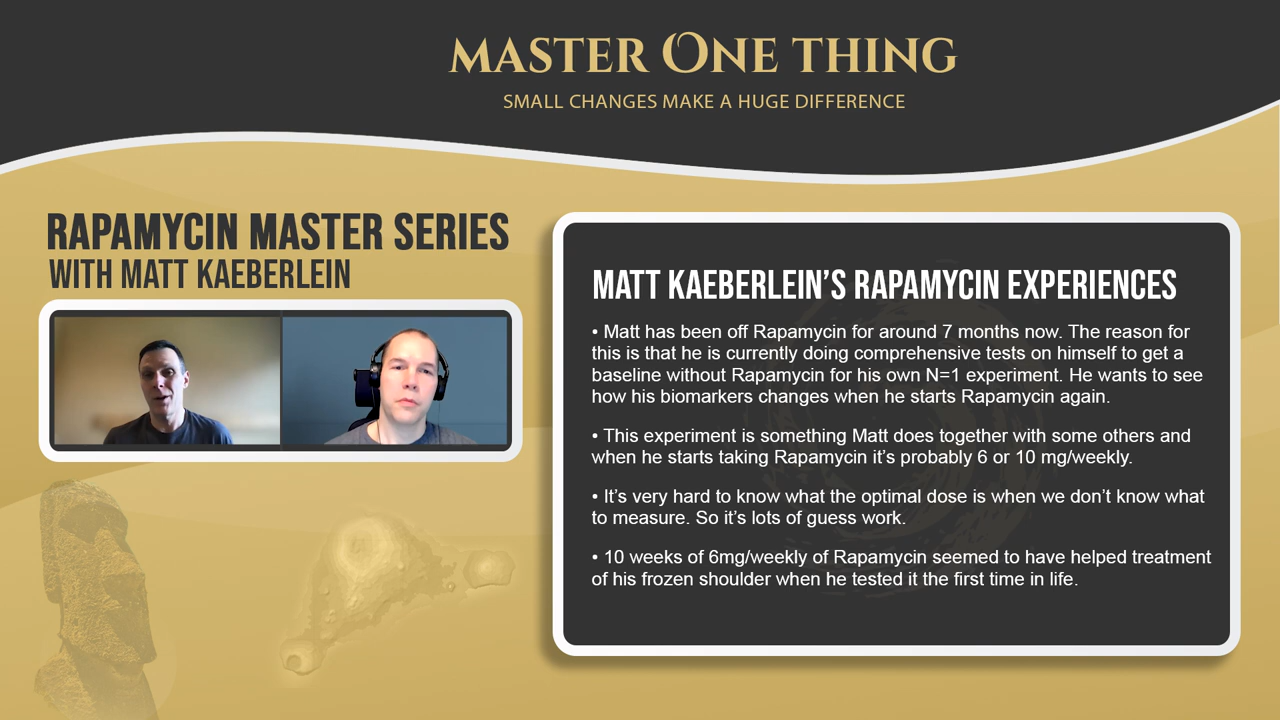 MASTER ONE THING
SMALL CHANGES MAKE A HUGE DIFFERENCE
RAPAMYCIN MASTER SERIES
WITH MATT KAEBERLEIN
MATT KAEBERLEIN’S RAPAMYCIN EXPERIENCES
• Matt has been off Rapamycin for around 7 months now. The reason for
this is that he is currently doing comprehensive tests on himself to get a
baseline without Rapamycin for his own N=1 experiment. He wants to see
how his biomarkers changes when he starts Rapamycin again.
• This experiment is something Matt does together with some others and
when he starts taking Rapamycin it’s probably 6 or 10 mg/weekly.
• It’s very hard to know what the optimal dose is when we don’t know what
to measure. So it’s lots of guess work.
• 10 weeks of 6mg/weekly of Rapamycin seemed to have helped treatment
of his frozen shoulder when he tested it the first time in life.